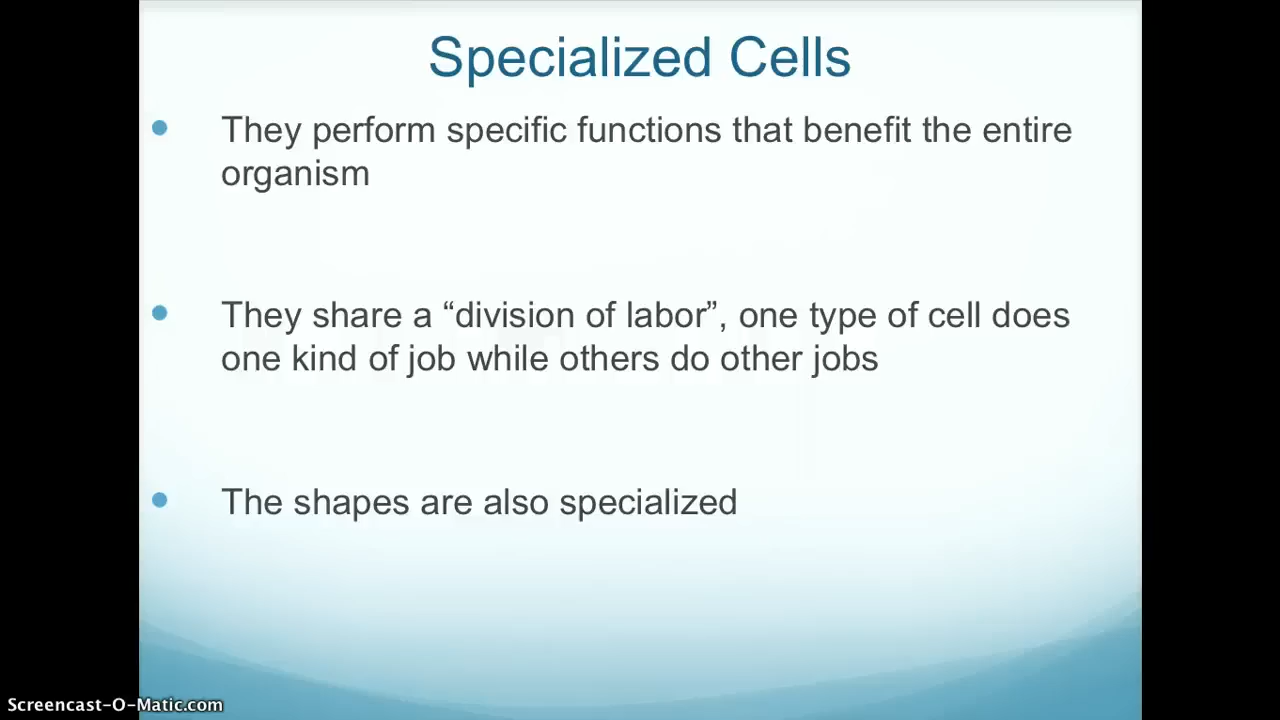 Specialized Cells
They perform specific functions that benefit the entire
organism
They share a “division of labor”, one type of cell does
one kind of job while others do other jobs
The shapes are also specialized
Screencast-O-Matic.com